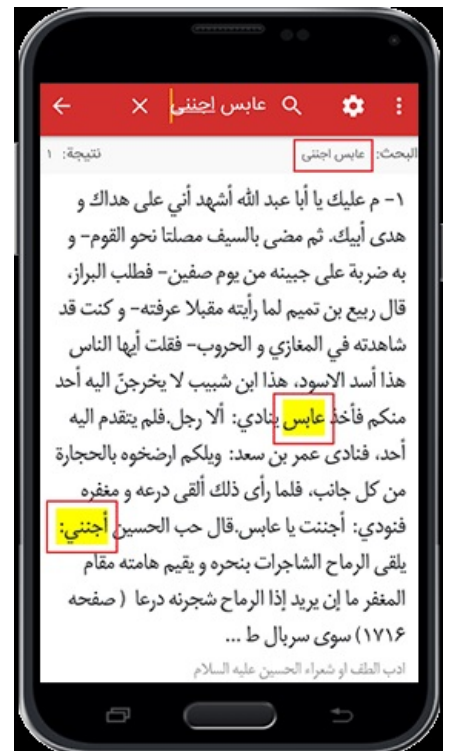 عابس اجننی
البحث: عابس اجننی نتيجة: ۱
۱- م عليك يا أبا عبد الله أشهد أني على هداك و
هدى أبيك. ثم مضى بالسيف مصلتا نحو القوم- و
به ضربة على جبينه من يوم صفين- فطلب البراز،
قال ربيع بن تميم لما رأيته مقبلا عرفته- و كنت قد
شاهدته في المغازي و الحروب- فقلت أيها الناس
هذا أسد الاسود، هذا ابن شبيب لا يخرجنّ اليه أحد
منكم فأخذ عابس ينادي: ألا رجل.فلم يتقدم اليه
أحد، فنادى عمر بن سعد: ويلكم ارضخوه بالحجارة
من كل جانب، فلما رأى ذلك ألقى درعه و مغفره
فنودي: أجننت يا عابس.قال حب الحسين أجنني:
يلقى الرماح الشاجرات بنحره و يقيم هامته مقام
المغفر ما إن يريد إذا الرماح شجرنه درعا ( صفحه
۱۷۱۶) سوى سربال ط ...
ادب الطف او شعراء الحسين عليه السلام